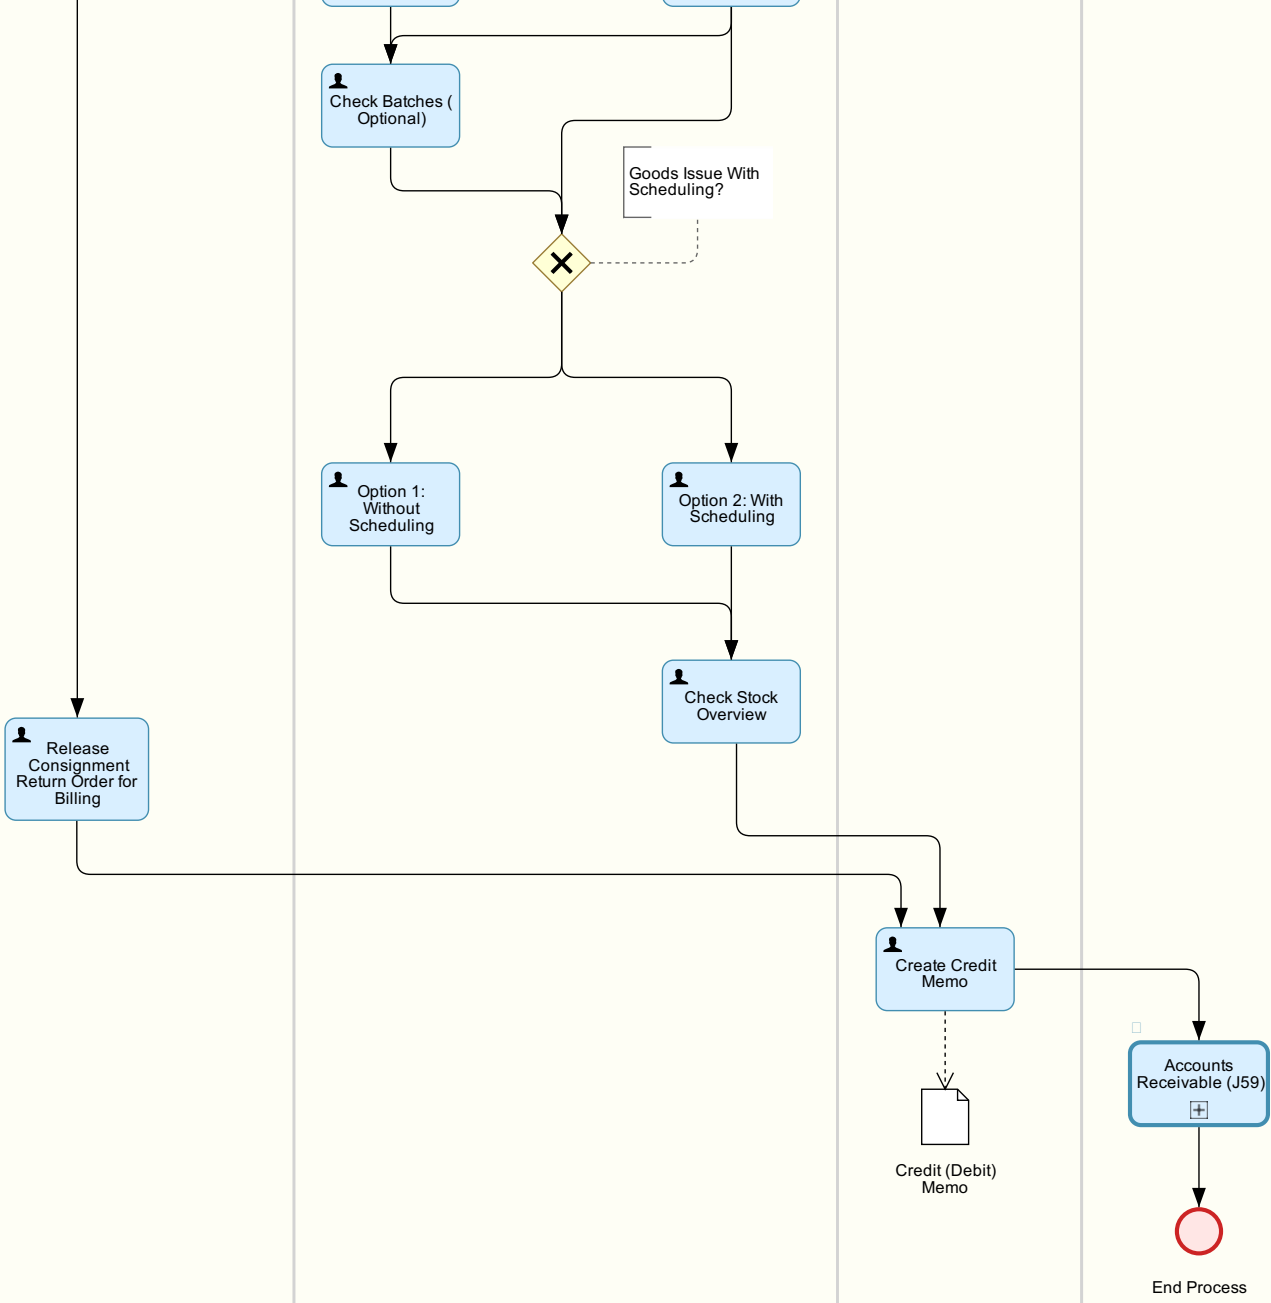 Check Batches (
Optional)
Goods Issue With
Scheduling?
Option 1:
Without
Scheduling
Option 2: With
Scheduling
Check Stock
Overview
Release
Consignment
Return Order for
Billing
Create Credit
Memo
Accounts
Receivable (J59)
Credit (Debit)
Memo
End Process